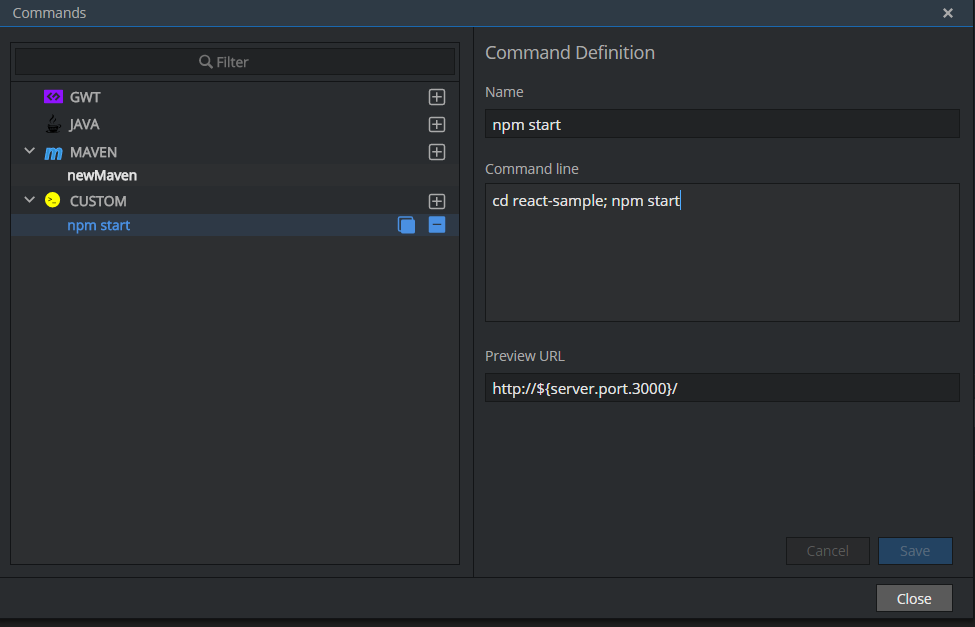 Commands
Filter
GWT
JAVA
MAVEN
newMaven
CUSTOM
npm start
Command Definition
Name
npm start
Command line
cd react-sample; npm start
Preview URL
http://${server.port.3000}/
Cancel
Save
Close